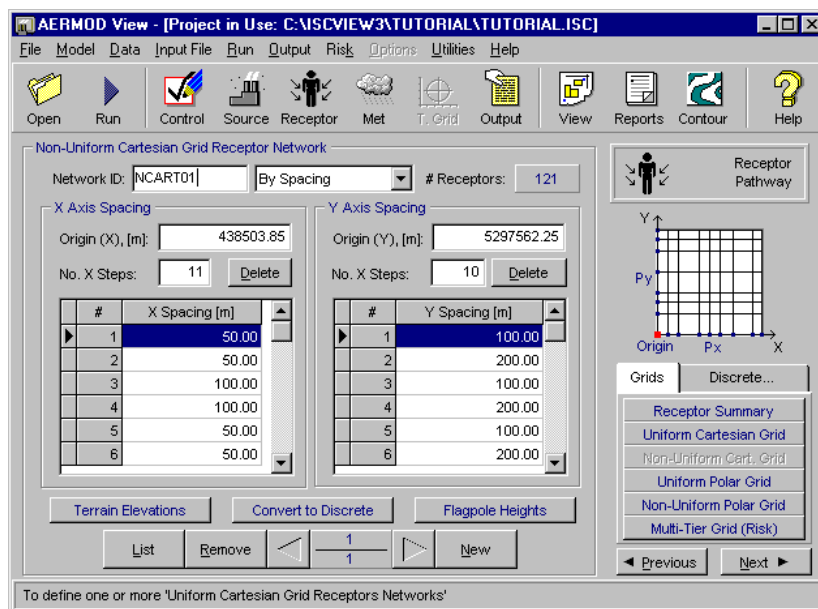 AERMOD View - [Project in Use: C:\ISCVIEW3\TUTORIAL\TUTORIAL.ISC]
File Model Data Input File Run Output Risk Options Utilities Help
Open Run Control Source Receptor Met T. Grid Output View Reports Contour Help
Non-Uniform Cartesian Grid Receptor Network
Network ID: NCART01 By Spacing # Receptors: 121
X Axis Spacing
Origin (X), [m]: 438503.85
No. X Steps: 11 Delete
# X Spacing [m]
1 50.00
2 50.00
3 100.00
4 100.00
5 50.00
6 50.00
Y Axis Spacing
Origin (Y), [m]: 5297562.25
No. X Steps: 10 Delete
# Y Spacing [m]
1 100.00
2 200.00
3 100.00
4 200.00
5 100.00
6 200.00
Terrain Elevations Convert to Discrete Flagpole Heights
List Remove 1 1 New
Receptor Pathway
Y
Py
Origin Px X
Grids Discrete...
Receptor Summary
Uniform Cartesian Grid
Non-Uniform Cart. Grid
Uniform Polar Grid
Non-Uniform Polar Grid
Multi-Tier Grid (Risk)
Previous Next
To define one or more 'Uniform Cartesian Grid Receptors Networks'